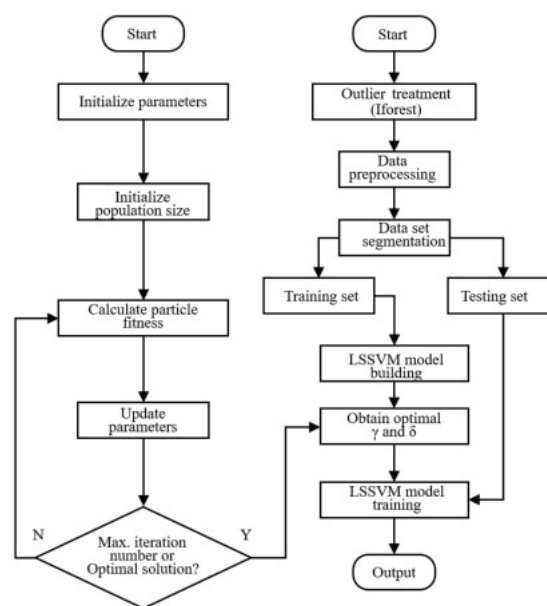 Start
Initialize parameters
Initialize
population size
Calculate particle
fitness
Update
parameters
N
Y
Max. iteration
number or
Optimal solution?
Start
Outlier treatment
(Iforest)
Data
preprocessing
Data set
segmentation
Training set
Testing set
LSSVM model
building
Obtain optimal
γ and δ
LSSVM model
training
Output